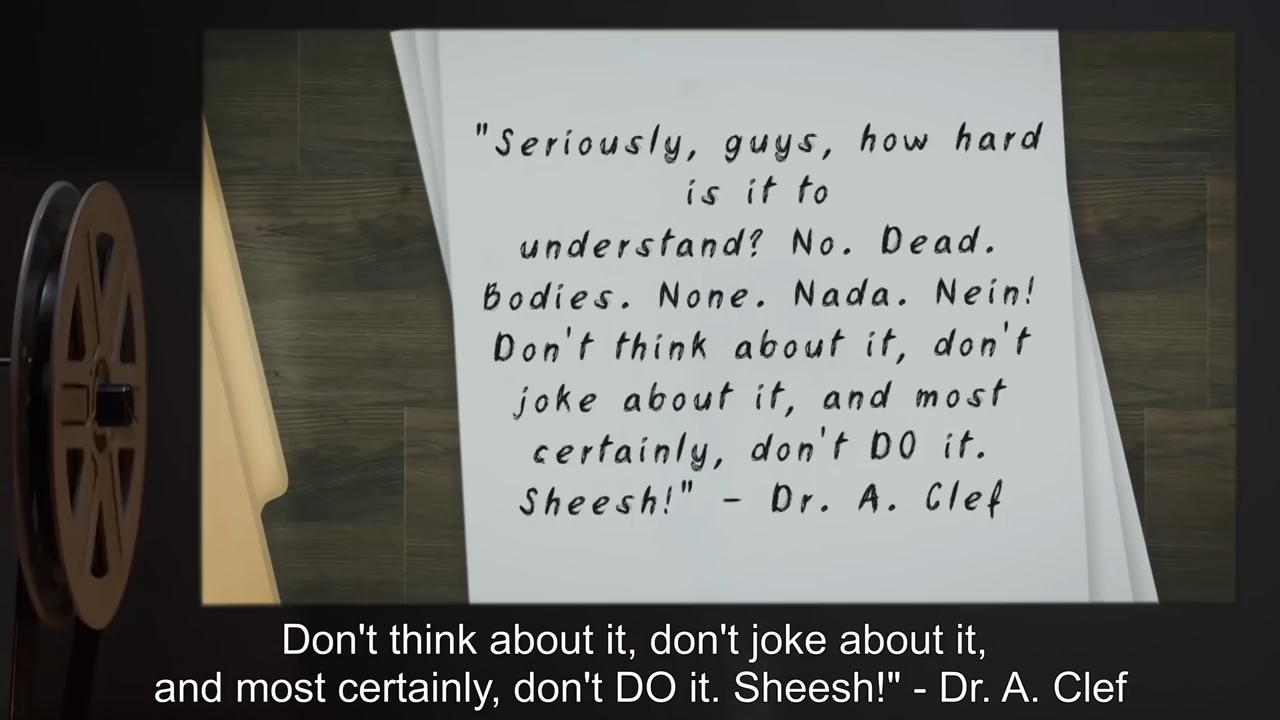 "Seriously, guys, how hard
is it to
understand? No. Dead.
Bodies. None. Nada. Nein!
Don't think about it, don't
joke about it, and most
certainly, don't DO it.
Sheesh!" - Dr. A. Clef
Don't think about it, don't joke about it,
and most certainly, don't DO it. Sheesh!" - Dr. A. Clef